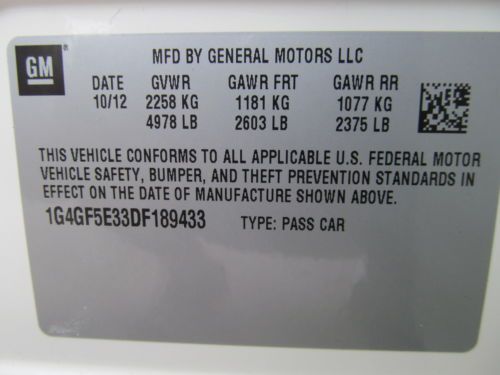 GM
MFD BY GENERAL MOTORS LLC
DATE GVWR GAWR FRT GAWR RR
10/12 2258 KG 1181 KG 1077 KG
4978 LB 2603 LB 2375 LB
THIS VEHICLE CONFORMS TO ALL APPLICABLE U.S. FEDERAL MOTOR
VEHICLE SAFETY, BUMPER, AND THEFT PREVENTION STANDARDS IN
EFFECT ON THE DATE OF MANUFACTURE SHOWN ABOVE.
1G4GF5E33DF189433 TYPE: PASS CAR